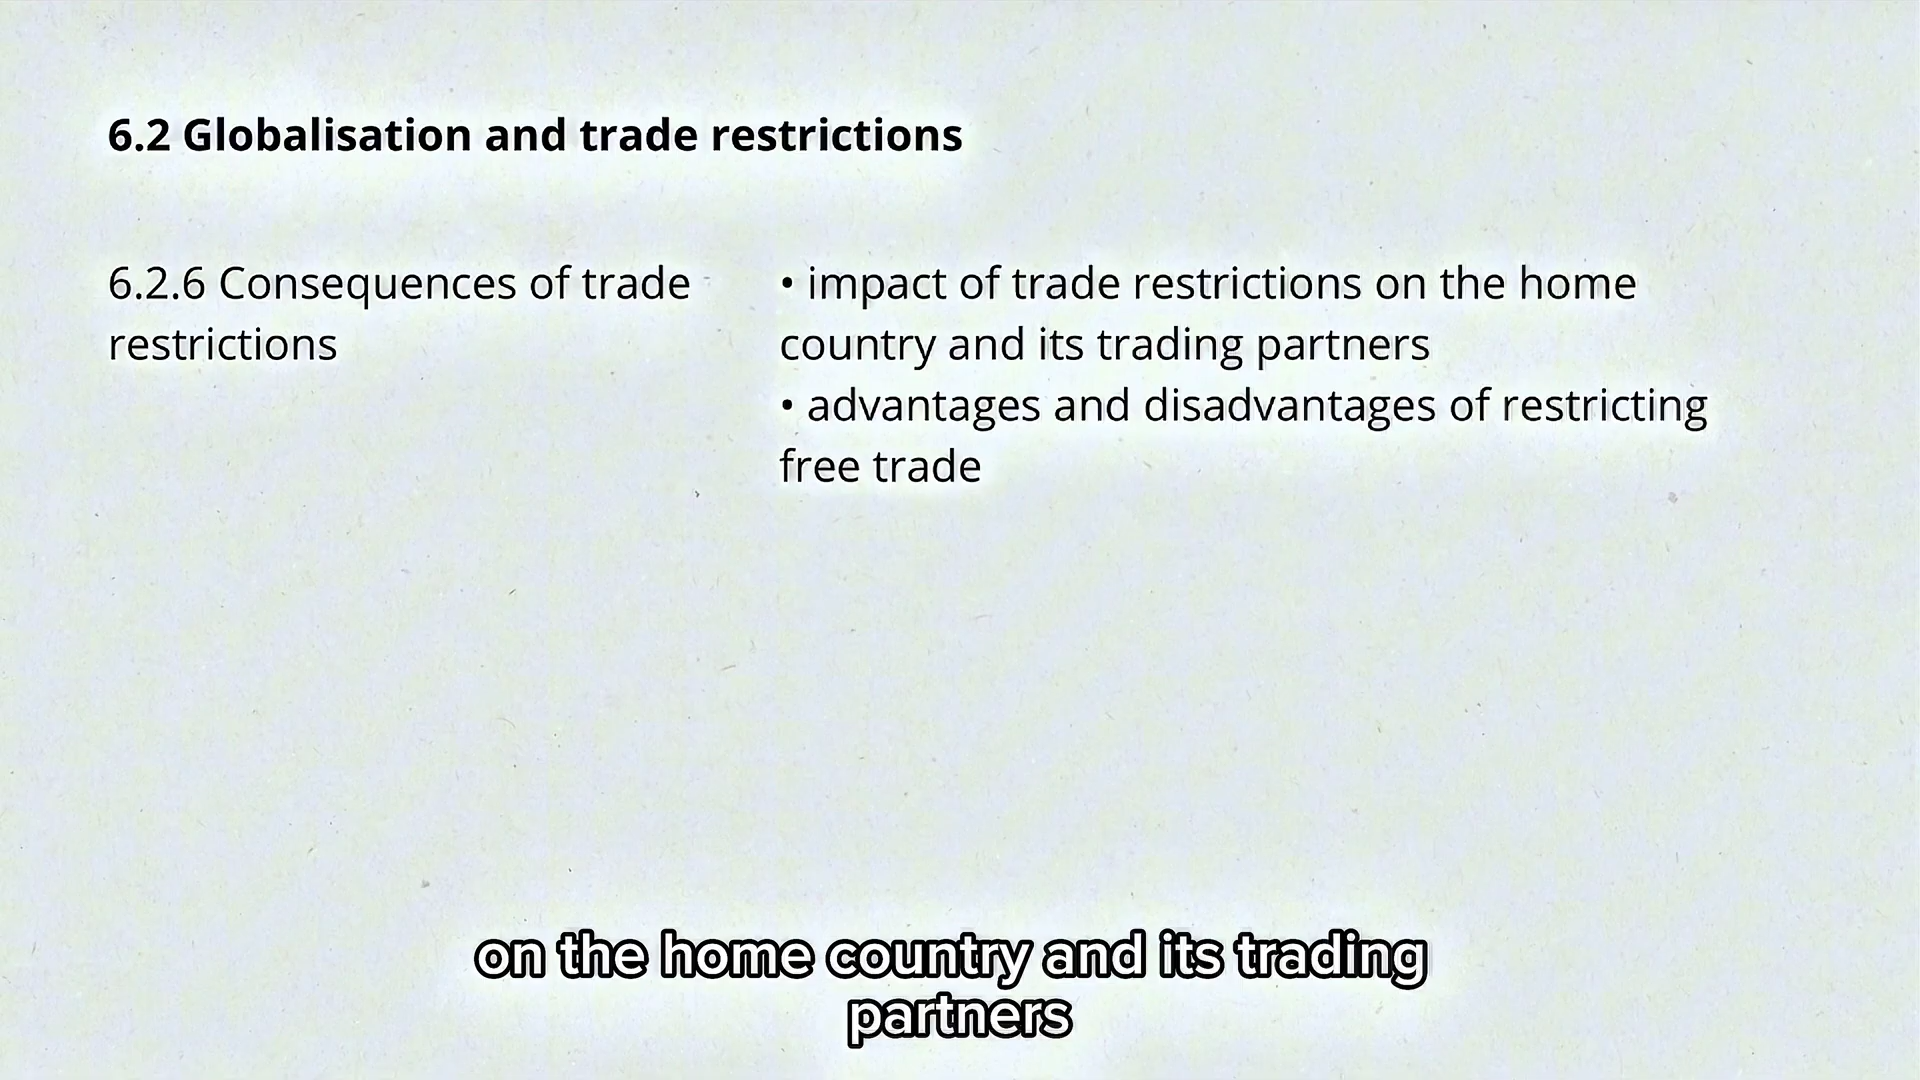 6.2 Globalisation and trade restrictions
6.2.6 Consequences of trade
restrictions
• impact of trade restrictions on the home
country and its trading partners
• advantages and disadvantages of restricting
free trade
on the home country and its trading
partners